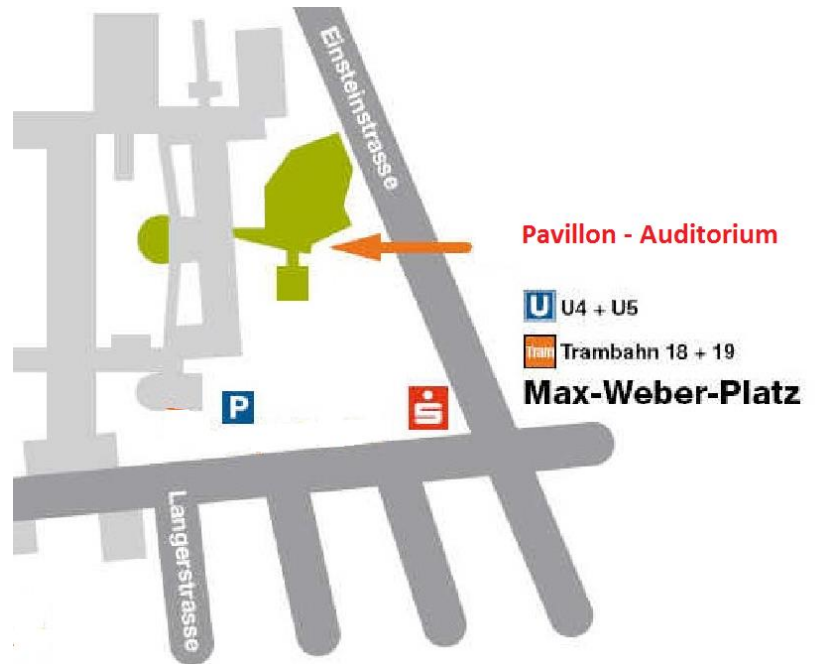 Einsteinstrasse
Pavillon - Auditorium
U U4 + U5
Tram Trambahn 18 + 19
Max-Weber-Platz
P
Langerstrasse